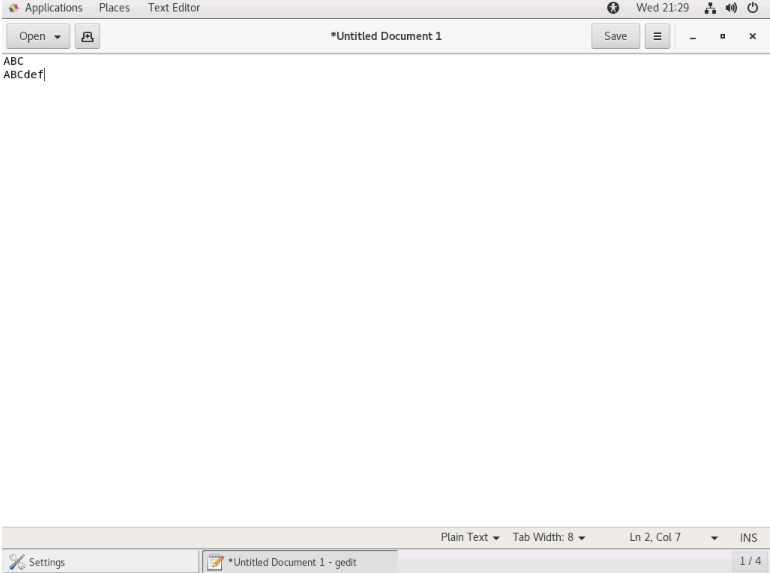 Applications Places Text Editor Wed 21:29
Open *Untitled Document 1 Save
ABC
ABCdef
Plain Text Tab Width: 8 Ln 2, Col 7 INS
Settings *Untitled Document 1 - gedit 1 / 4